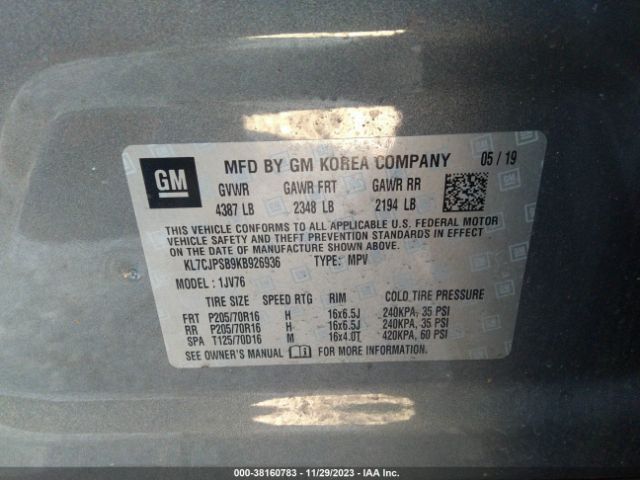 GM
MFD BY GM KOREA COMPANY 05 / 19
GVWR GAWR FRT GAWR RR
4387 LB 2348 LB 2194 LB
THIS VEHICLE CONFORMS TO ALL APPLICABLE U.S. FEDERAL MOTOR
VEHICLE SAFETY AND THEFT PREVENTION STANDARDS IN EFFECT
ON THE DATE OF MANUFACTURE SHOWN ABOVE.
KL7CJPSB9KB926936 TYPE: MPV
MODEL : 1JV76
TIRE SIZE SPEED RTG RIM COLD TIRE PRESSURE
FRT P205/70R16 H 16x6.5J 240KPA, 35 PSI
RR P205/70R16 H 16x6.5J 240KPA, 35 PSI
SPA T125/70D16 M 16x4.0T 420KPA, 60 PSI
SEE OWNER'S MANUAL FOR MORE INFORMATION.
000-38160783 - 11/29/2023 - IAA Inc.